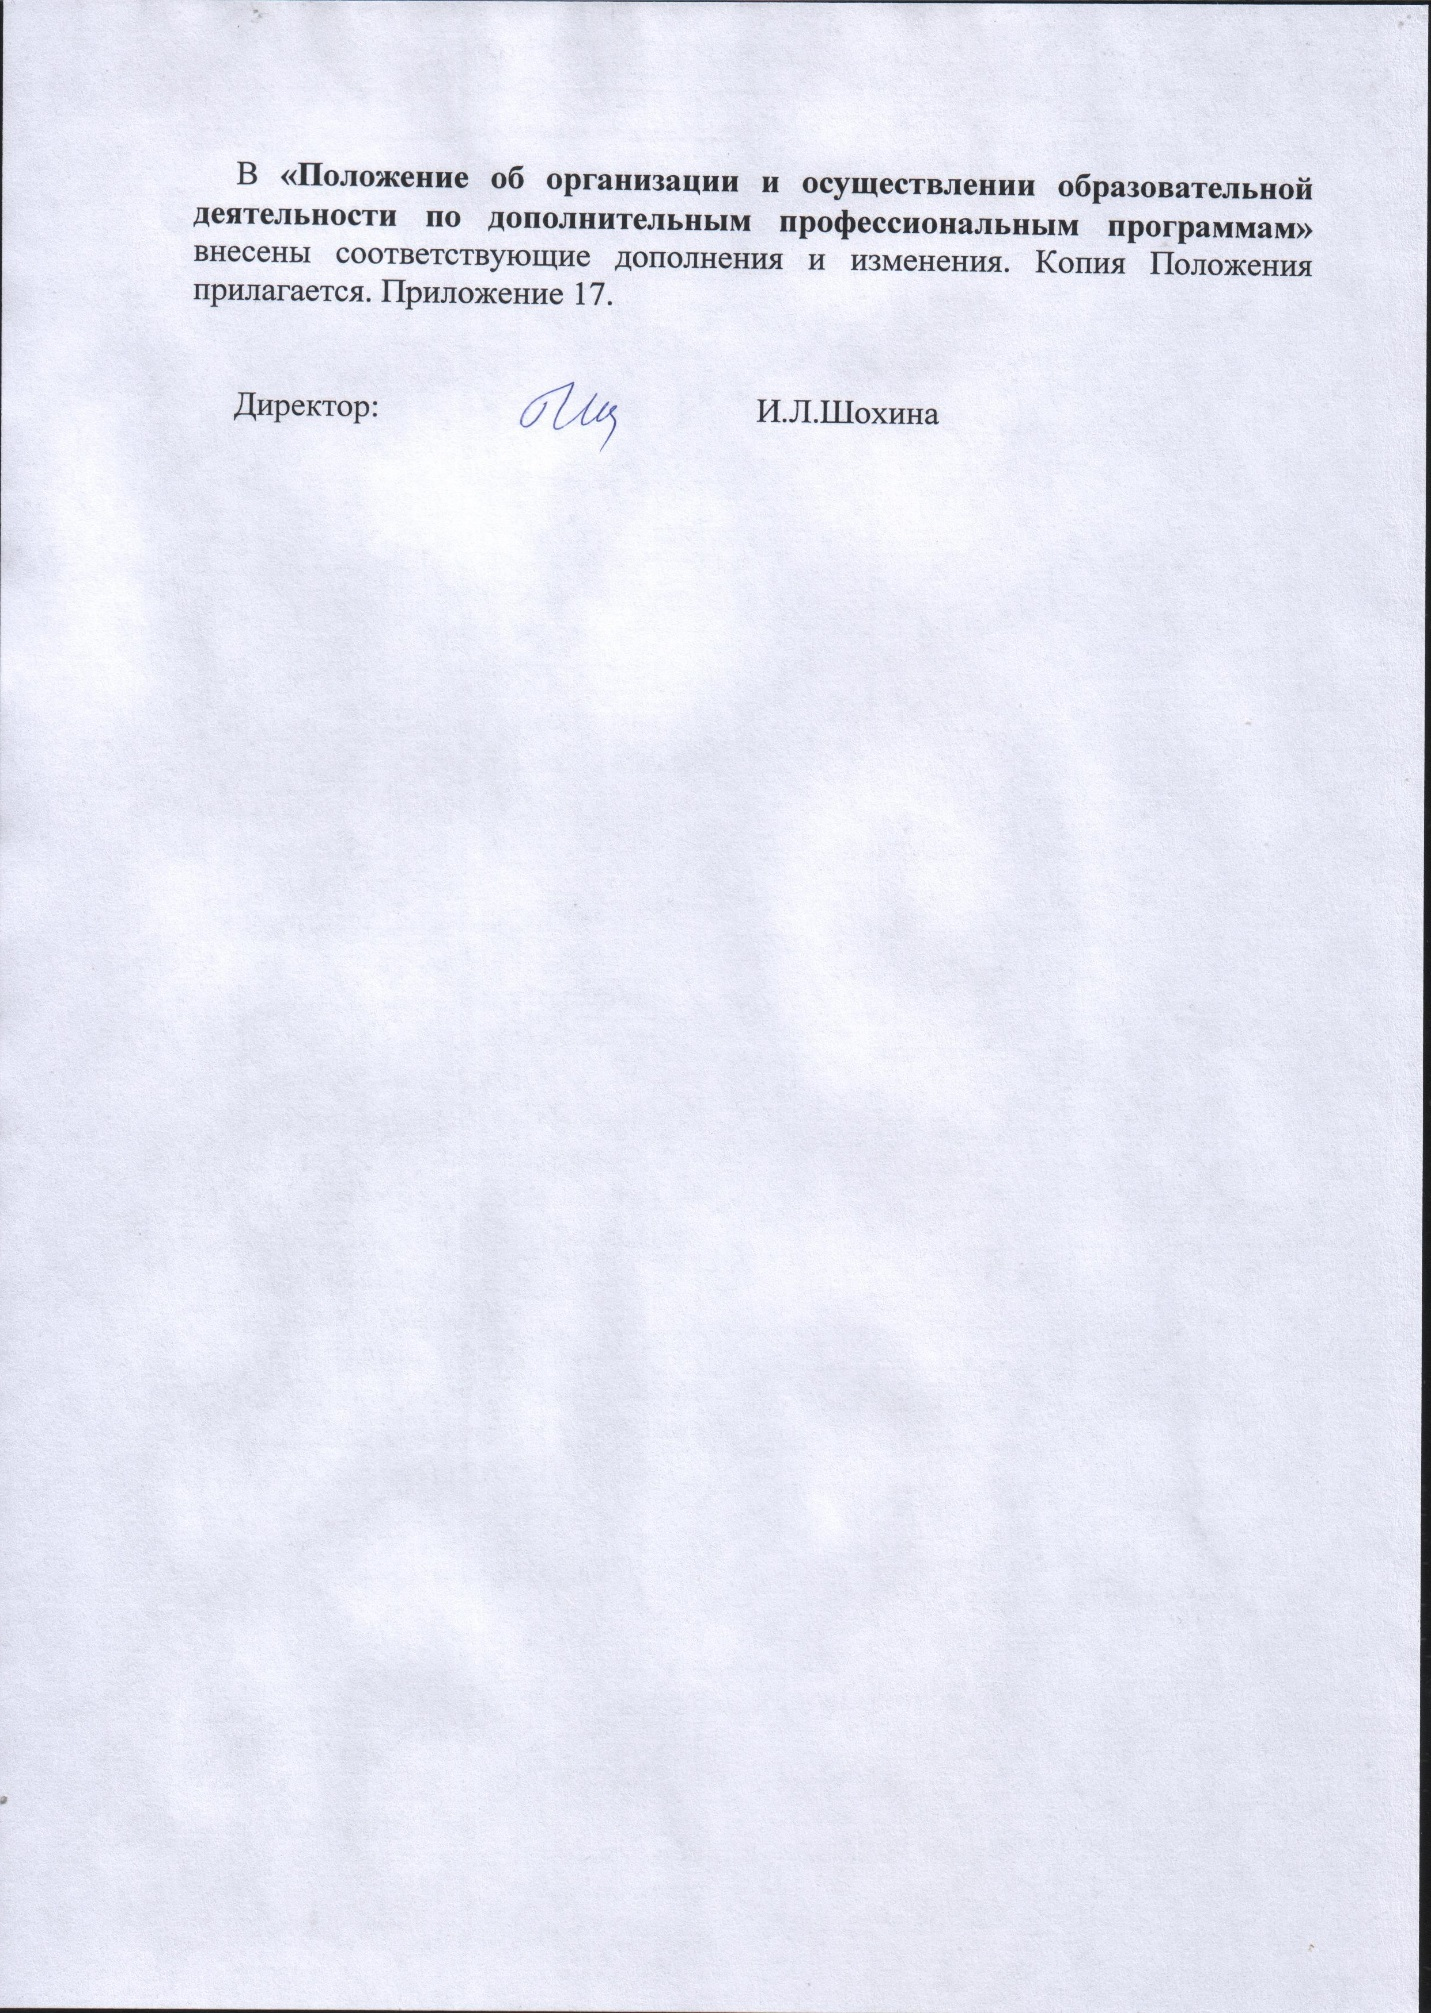 В «Положение об организации и осуществлении образовательной
деятельности по дополнительным профессиональным программам»
внесены соответствующие дополнения и изменения. Копия Положения
прилагается. Приложение 17.
Директор: И.Л.Шохина